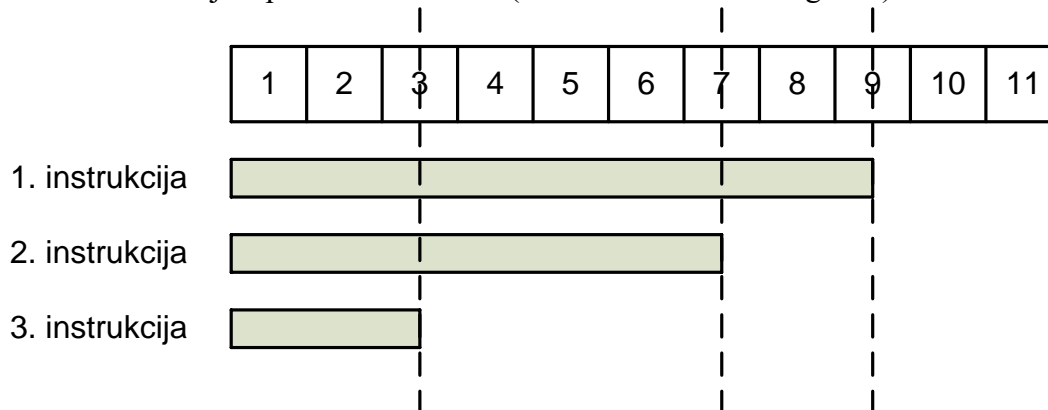 1 2 3 4 5 6 7 8 9 10 11
1. instrukcija
2. instrukcija
3. instrukcija